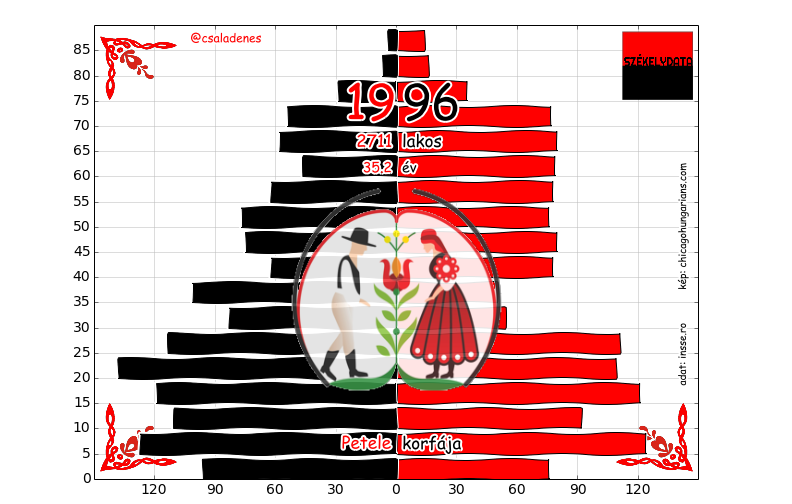 @csaladenes
SZÉKELYDATA
1996
2711 lakos
35.2 év
kép: chicagohungarians.com
adat: insse.ro
Petele korfája
85
80
75
70
65
60
55
50
45
40
35
30
25
20
15
10
5
0
120 90 60 30 0 30 60 90 120